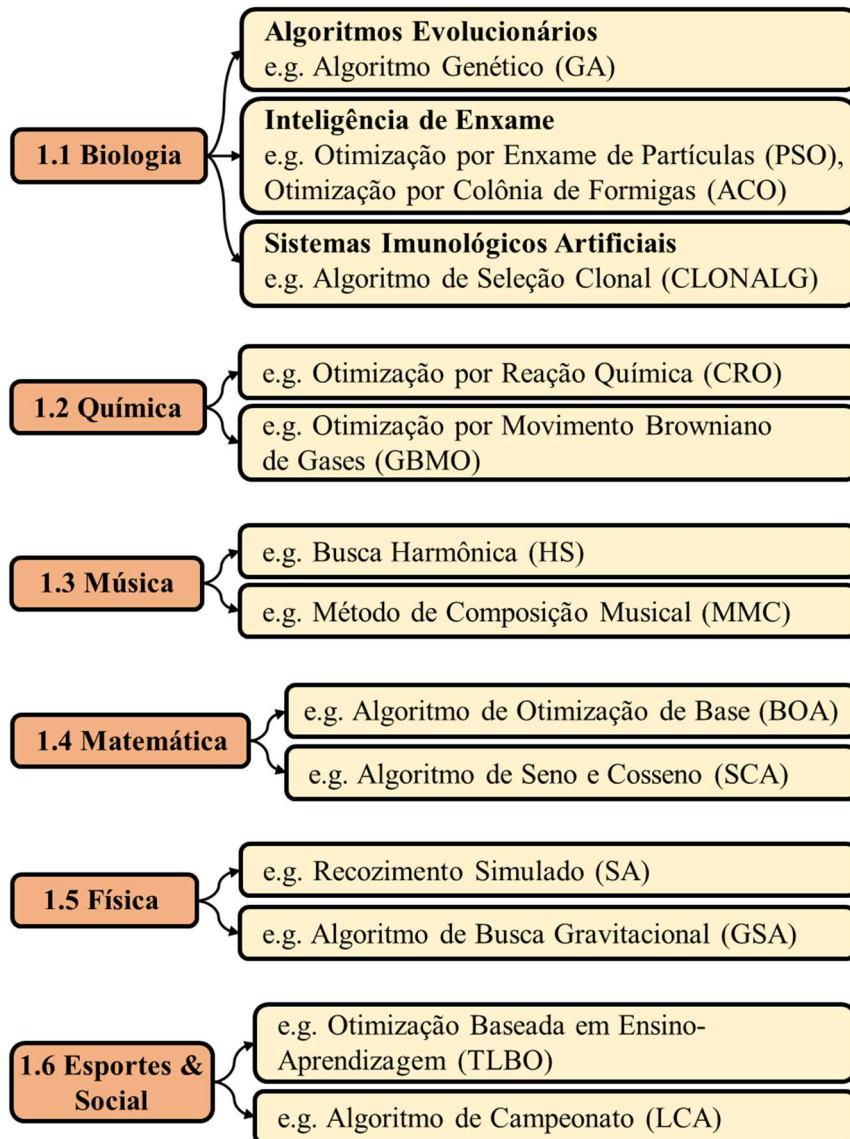 Algoritmos Evolucionários
e.g. Algoritmo Genético (GA)
1.1 Biologia
Inteligência de Enxame
e.g. Otimização por Enxame de Partículas (PSO),
Otimização por Colônia de Formigas (ACO)
Sistemas Imunológicos Artificiais
e.g. Algoritmo de Seleção Clonal (CLONALG)
1.2 Química
e.g. Otimização por Reação Química (CRO)
e.g. Otimização por Movimento Browniano
de Gases (GBMO)
1.3 Música
e.g. Busca Harmônica (HS)
e.g. Método de Composição Musical (MMC)
1.4 Matemática
e.g. Algoritmo de Otimização de Base (BOA)
e.g. Algoritmo de Seno e Cosseno (SCA)
1.5 Física
e.g. Recozimento Simulado (SA)
e.g. Algoritmo de Busca Gravitacional (GSA)
1.6 Esportes &
Social
e.g. Otimização Baseada em Ensino-
Aprendizagem (TLBO)
e.g. Algoritmo de Campeonato (LCA)